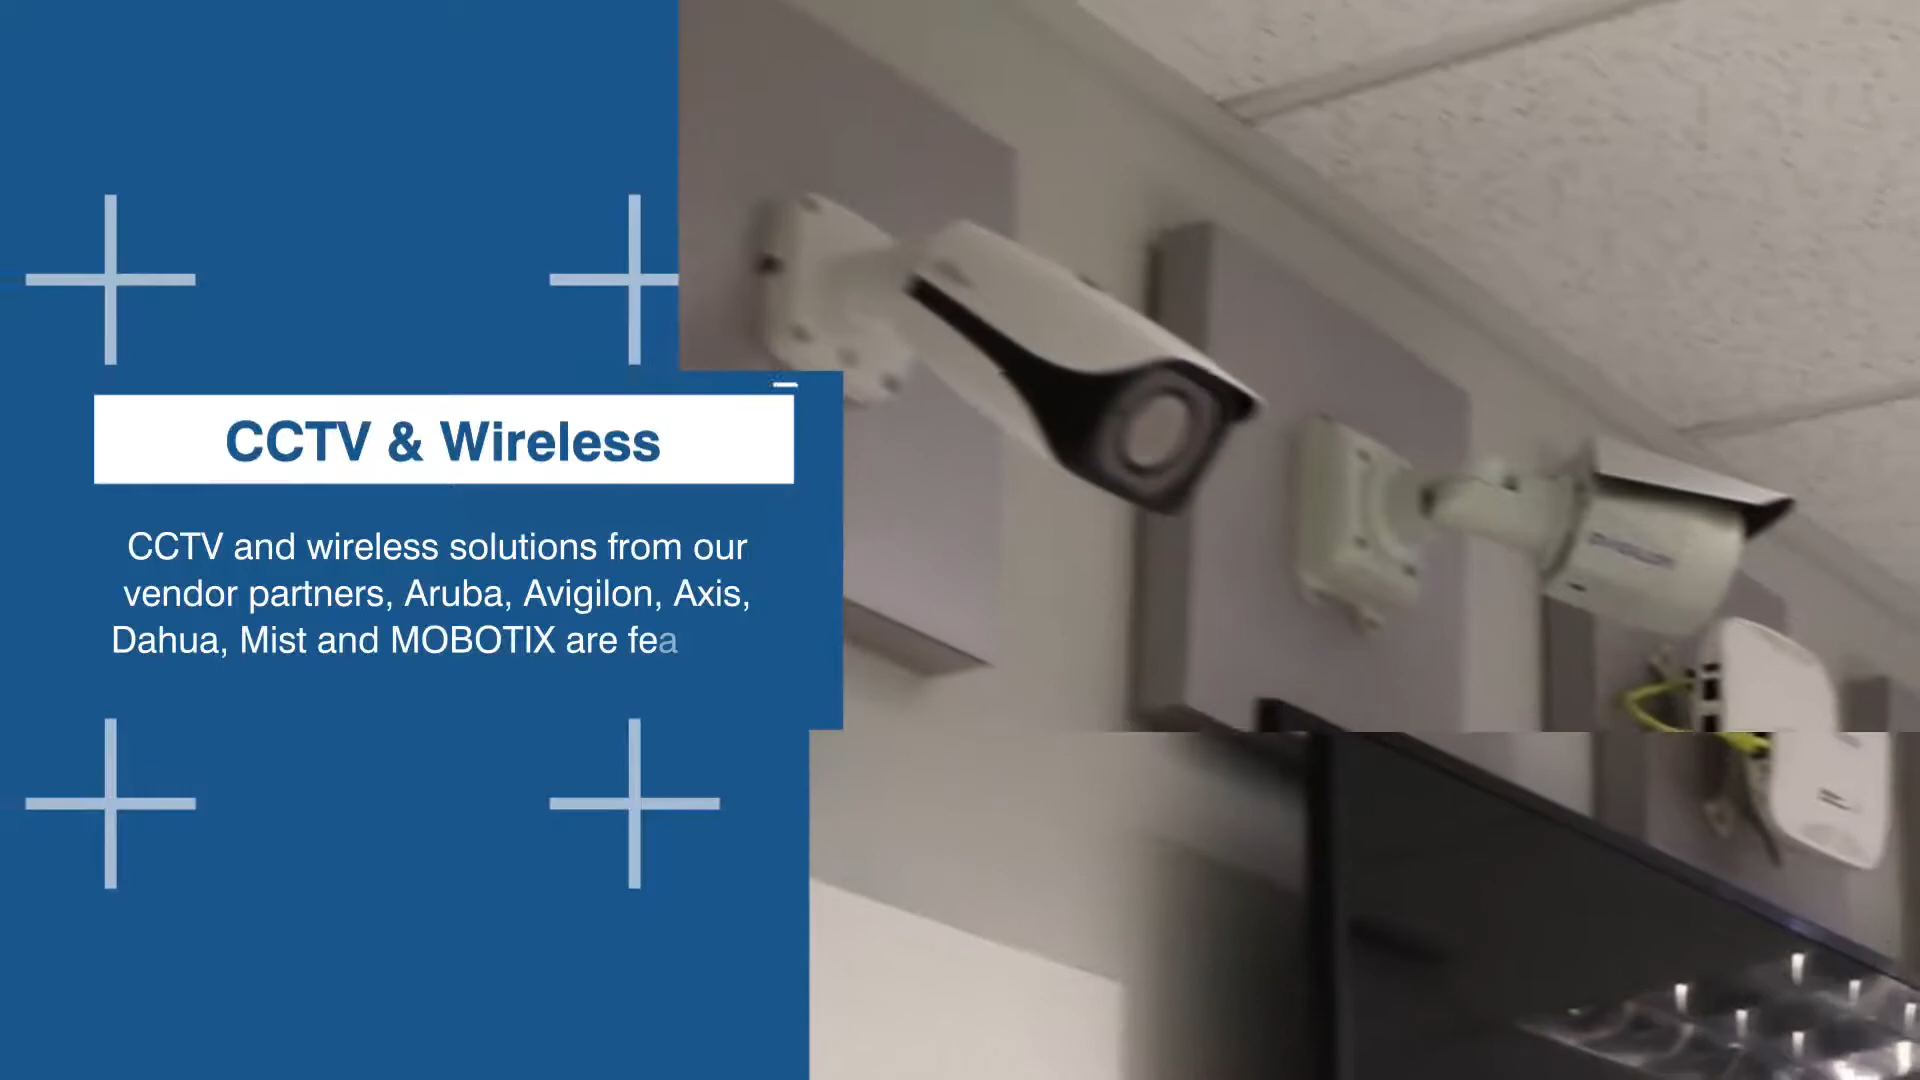 CCTV & Wireless
CCTV and wireless solutions from our
vendor partners, Aruba, Avigilon, Axis,
Dahua, Mist and MOBOTIX are fea